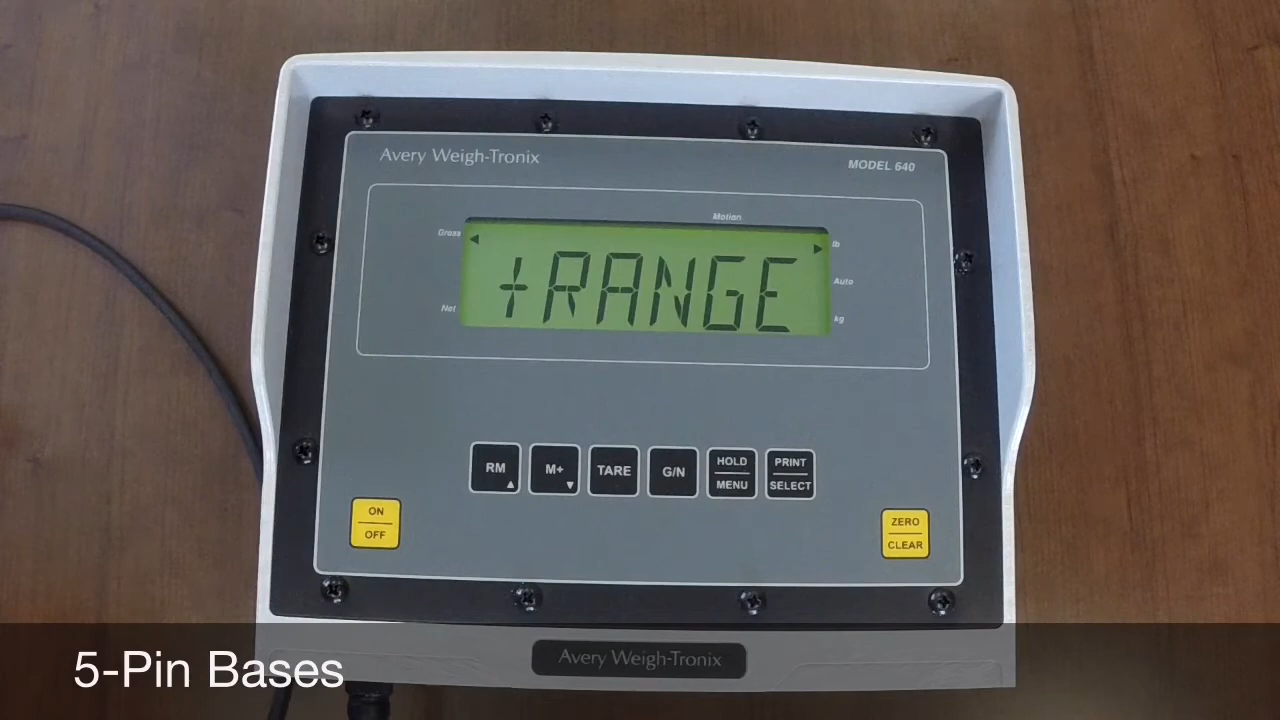 Avery Weigh-Tronix
MODEL 640
Motion
Gross
lb
+RANGE
Auto
Net
kg
RM
M+
TARE
G/N
HOLD
MENU
PRINT
SELECT
ON
OFF
ZERO
CLEAR
Avery Weigh-Tronix
5-Pin Bases